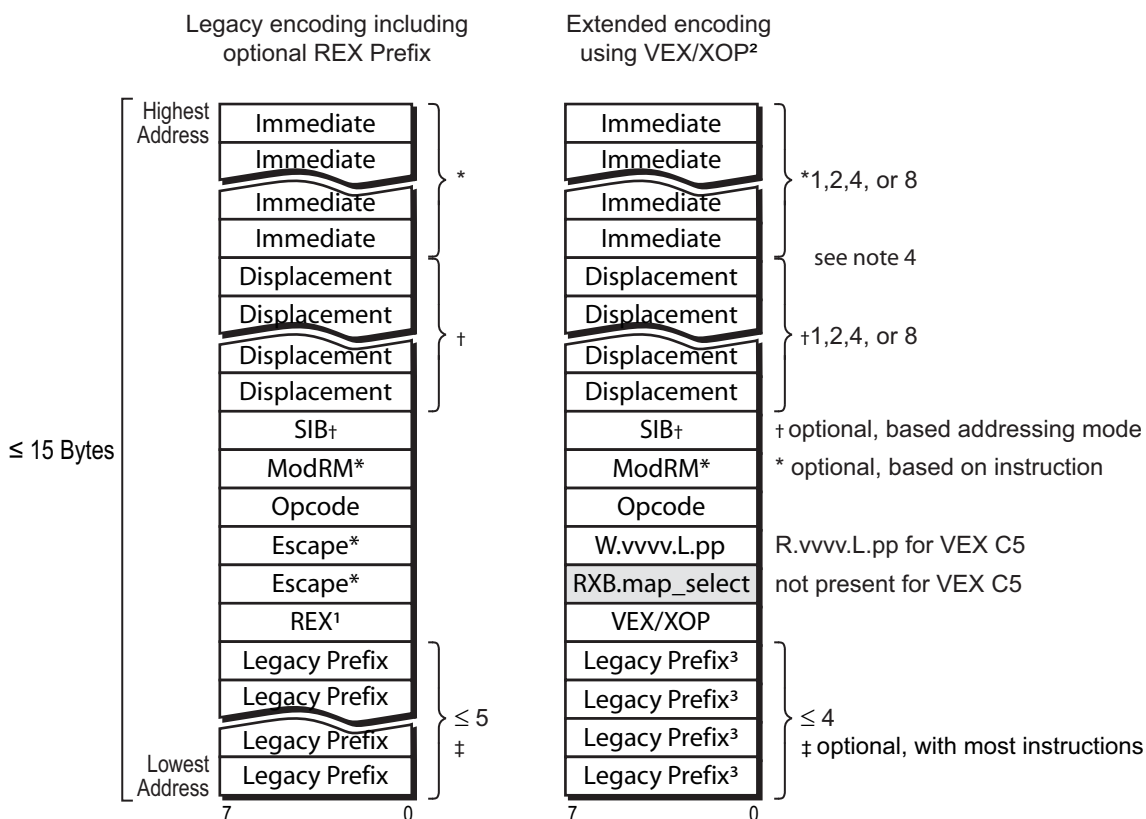 Legacy encoding including
optional REX Prefix
Extended encoding
using VEX/XOP²
Highest
Address
≤ 15 Bytes
Lowest
Address
Immediate
Immediate
Immediate
Immediate
*
Displacement
Displacement
Displacement
Displacement
†
SIB†
ModRM*
Opcode
Escape*
Escape*
REX¹
Legacy Prefix
Legacy Prefix
Legacy Prefix
Legacy Prefix
≤ 5
‡
7 0
Immediate
Immediate
Immediate
Immediate
*1,2,4, or 8
see note 4
Displacement
Displacement
Displacement
Displacement
†1,2,4, or 8
SIB†
† optional, based addressing mode
ModRM*
* optional, based on instruction
Opcode
W.vvvv.L.pp
R.vvvv.L.pp for VEX C5
RXB.map_select
not present for VEX C5
VEX/XOP
Legacy Prefix³
Legacy Prefix³
Legacy Prefix³
Legacy Prefix³
≤ 4
‡ optional, with most instructions
7 0